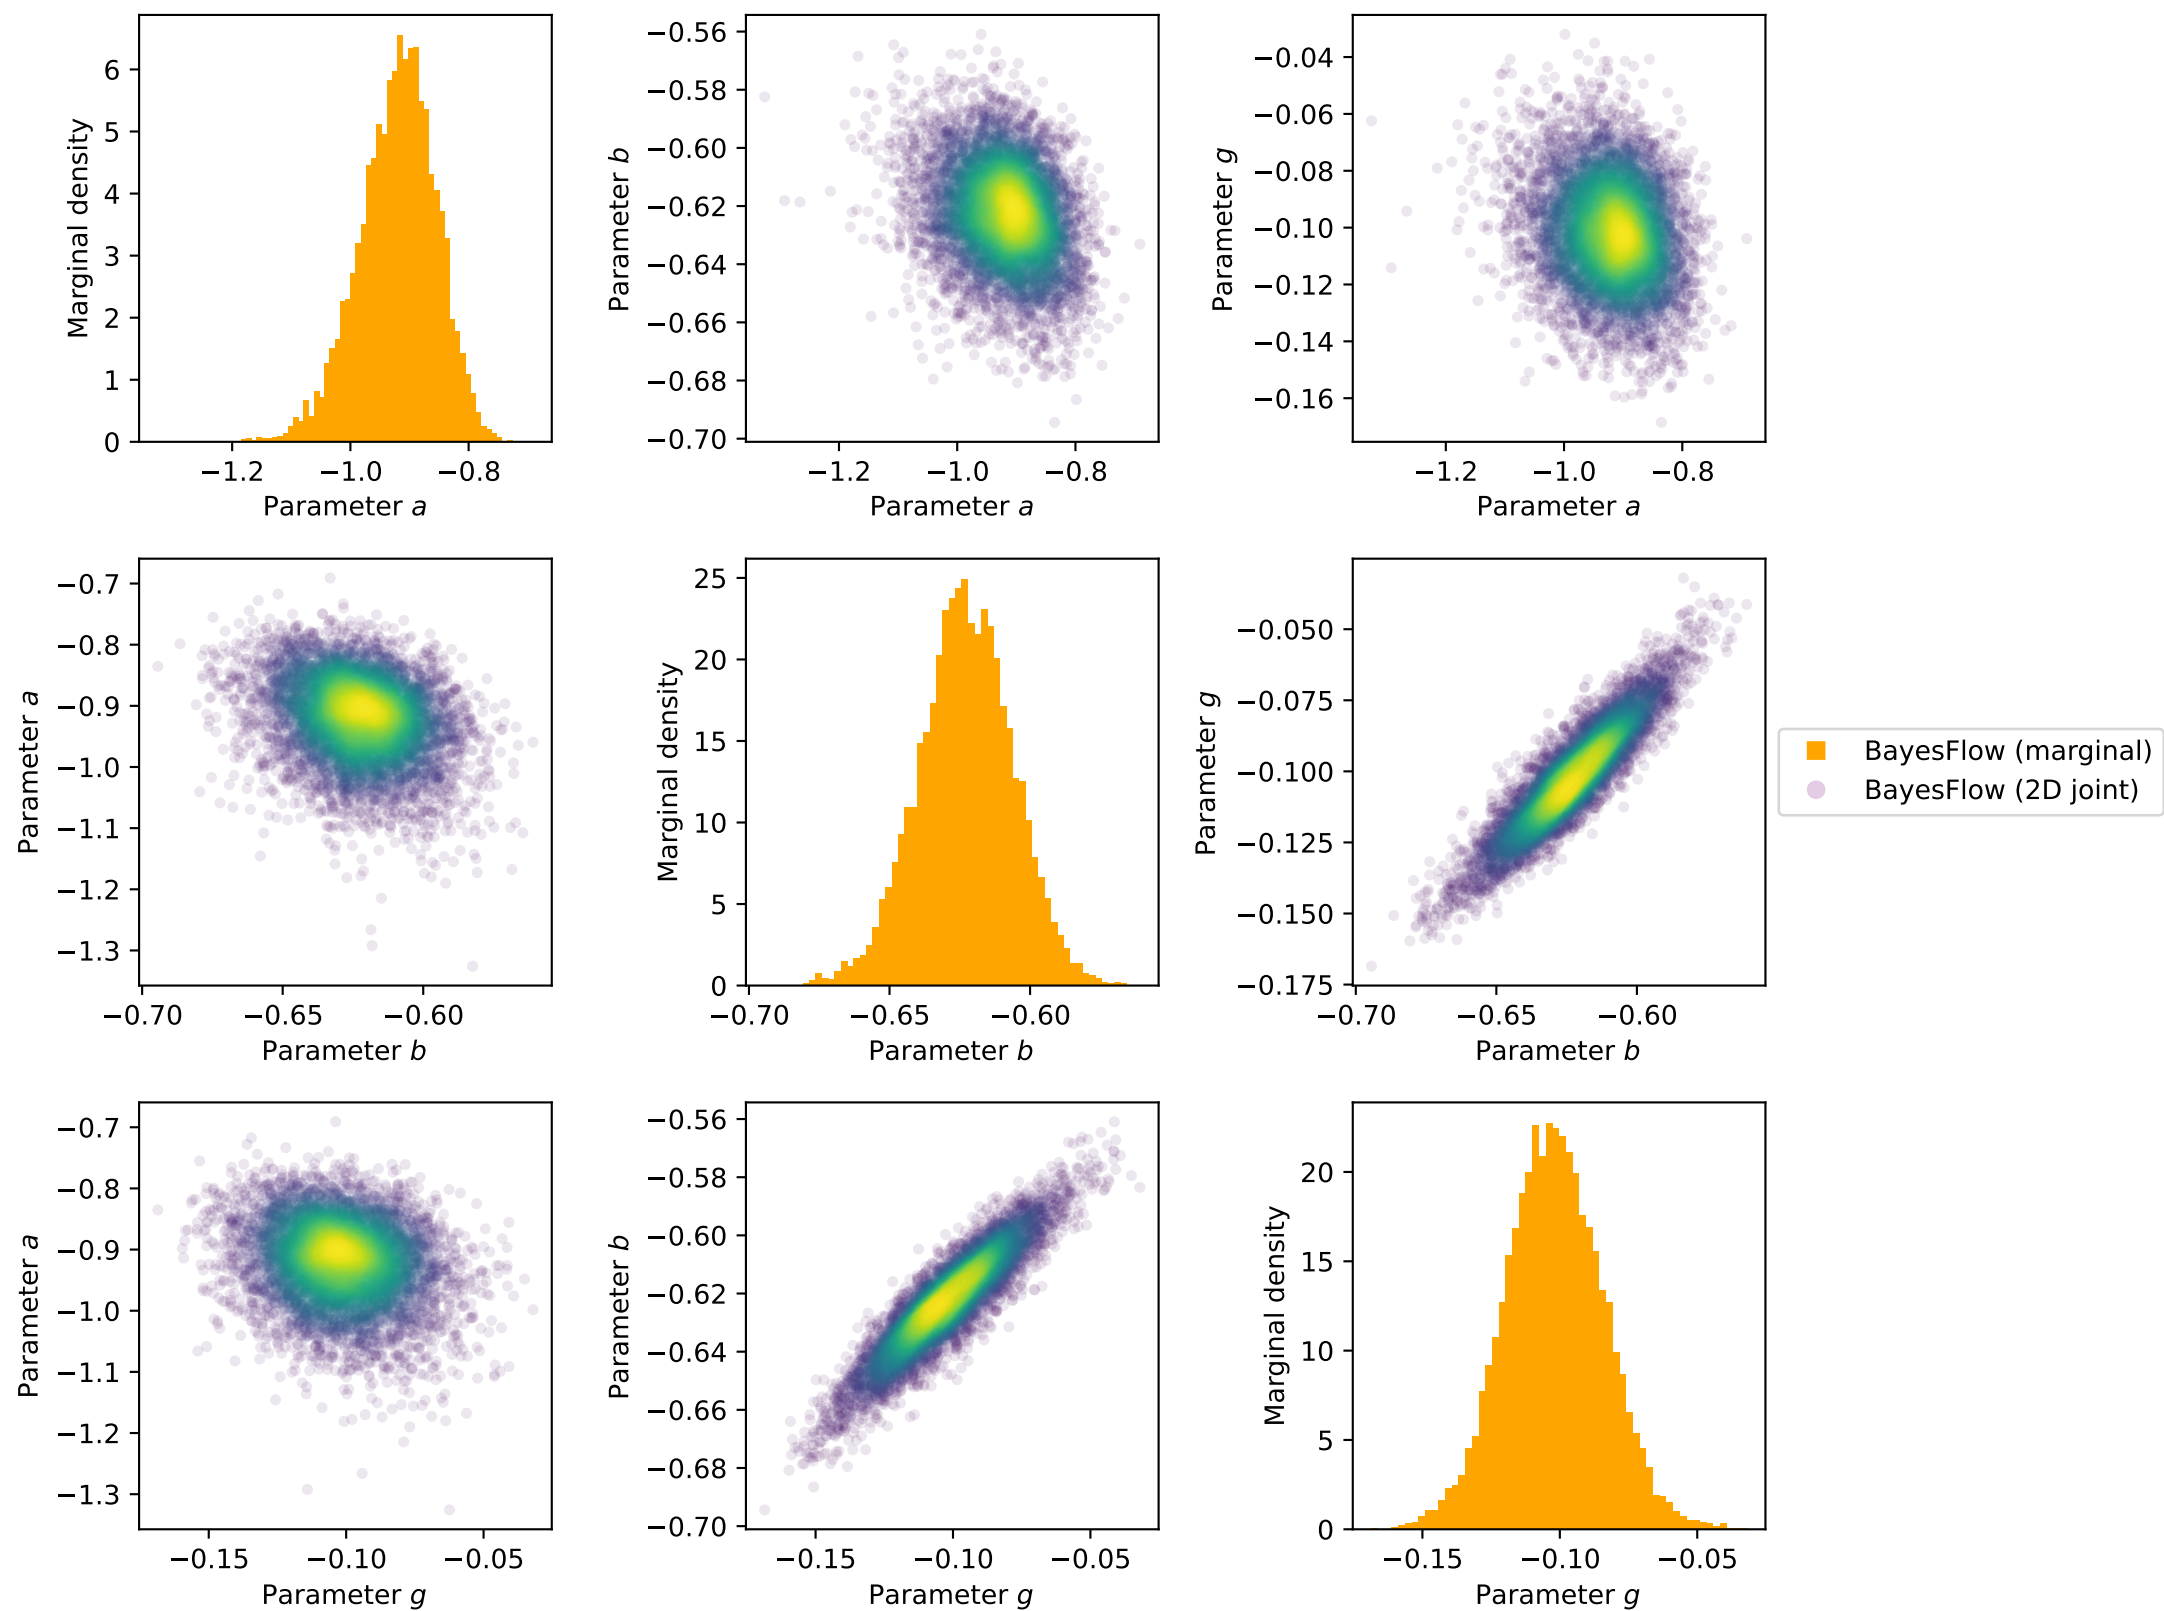 6
5
4
3
2
1
0
Marginal density
−1.2 −1.0 −0.8
Parameter a
−0.56
−0.58
−0.60
−0.62
−0.64
−0.66
−0.68
−0.70
Parameter b
−1.2 −1.0 −0.8
Parameter a
−0.04
−0.06
−0.08
−0.10
−0.12
−0.14
−0.16
Parameter g
−1.2 −1.0 −0.8
Parameter a
−0.7
−0.8
−0.9
−1.0
−1.1
−1.2
−1.3
Parameter a
−0.70 −0.65 −0.60
Parameter b
25
20
15
10
5
0
Marginal density
−0.70 −0.65 −0.60
Parameter b
−0.050
−0.075
−0.100
−0.125
−0.150
−0.175
Parameter g
−0.70 −0.65 −0.60
Parameter b
BayesFlow (marginal)
BayesFlow (2D joint)
−0.7
−0.8
−0.9
−1.0
−1.1
−1.2
−1.3
Parameter a
−0.15 −0.10 −0.05
Parameter g
−0.56
−0.58
−0.60
−0.62
−0.64
−0.66
−0.68
−0.70
Parameter b
−0.15 −0.10 −0.05
Parameter g
20
15
10
5
0
Marginal density
−0.15 −0.10 −0.05
Parameter g